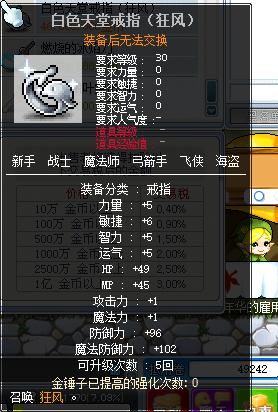 白色天堂戒指（狂风）
装备后无法交换
要求等级： 30
要求力量： 0
要求敏捷： 0
要求智力： 0
要求运气： 0
要求人气度： -
道具等级： -
道具经验值： -
新手 战士 魔法师 弓箭手 飞侠 海盗
装备分类 : 戒指
力量 : +5
敏捷 : +6
智力 : +5
运气 : +5
HP : +49
MP : +45
攻击力 : +1
魔法力 : +1
防御力 : +96
魔法防御力 : +102
可升级次数 : 5回
金锤子已提高的强化次数: 0
召唤 狂风 。
49242